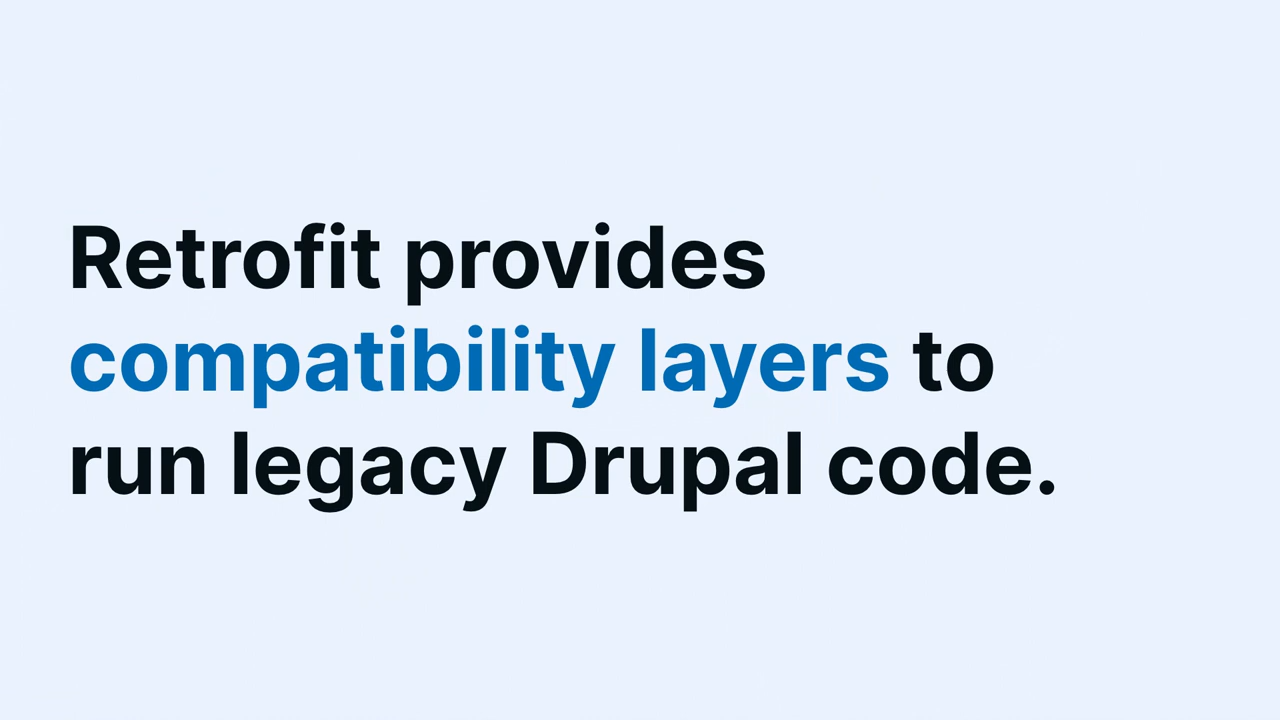 Retrofit provides
compatibility layers to
run legacy Drupal code.